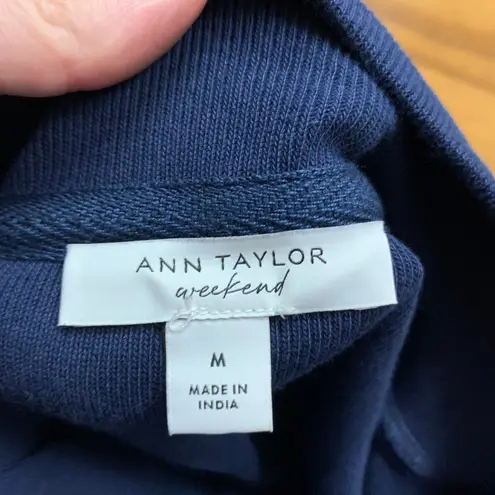 ANN TAYLOR
weekend
M
MADE IN
INDIA